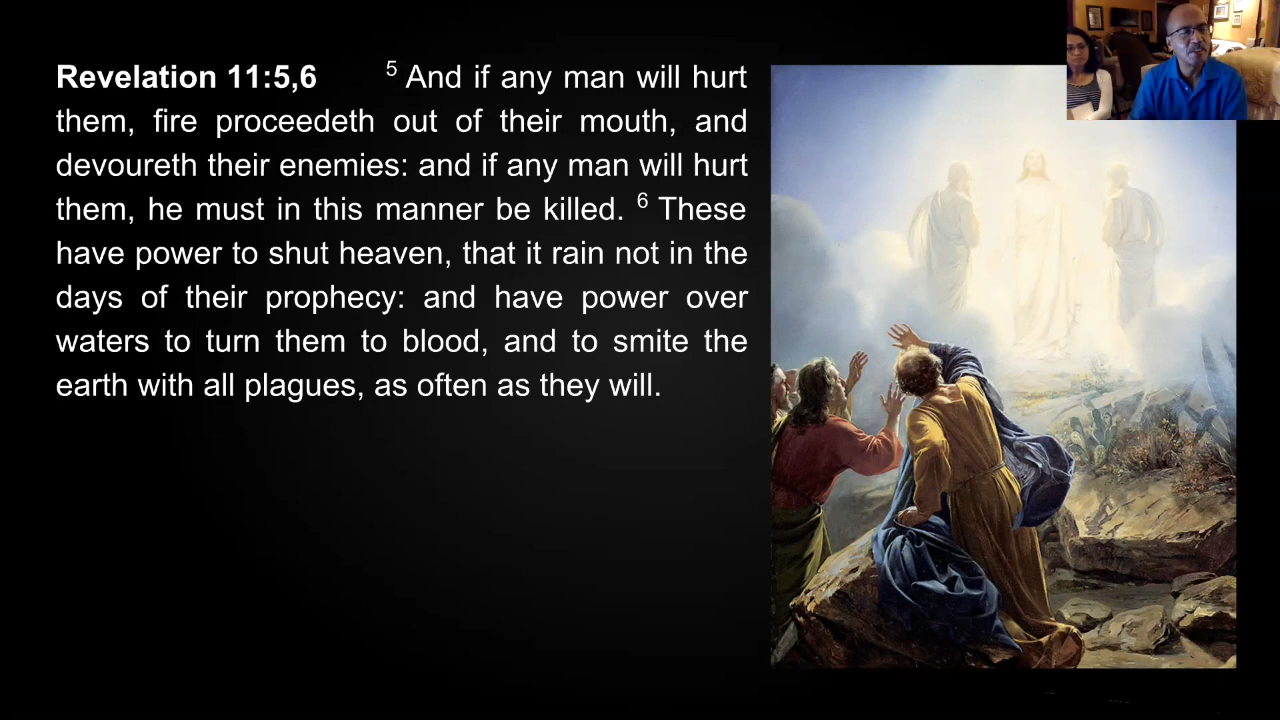 Revelation 11:5,6 5 And if any man will hurt
them, fire proceedeth out of their mouth, and
devoureth their enemies: and if any man will hurt
them, he must in this manner be killed. 6 These
have power to shut heaven, that it rain not in the
days of their prophecy: and have power over
waters to turn them to blood, and to smite the
earth with all plagues, as often as they will.